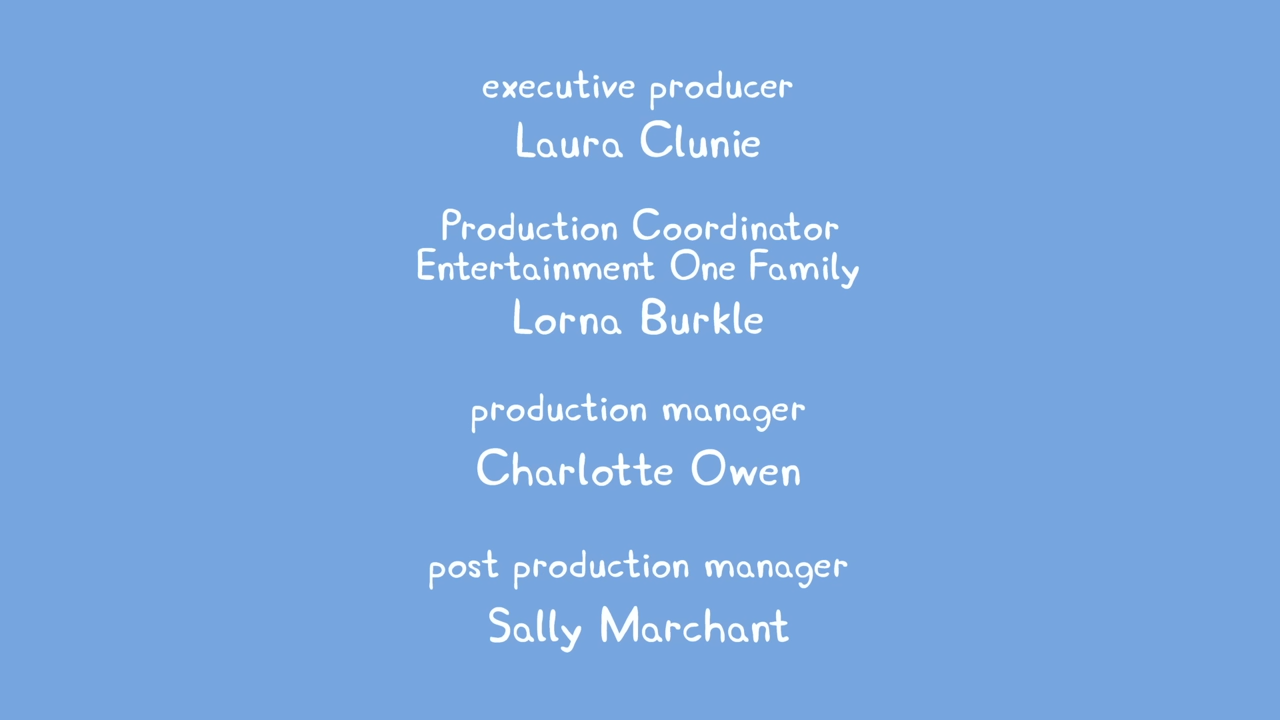 executive producer
Laura Clunie
Production Coordinator
Entertainment One Family
Lorna Burkle
production manager
Charlotte Owen
post production manager
Sally Marchant